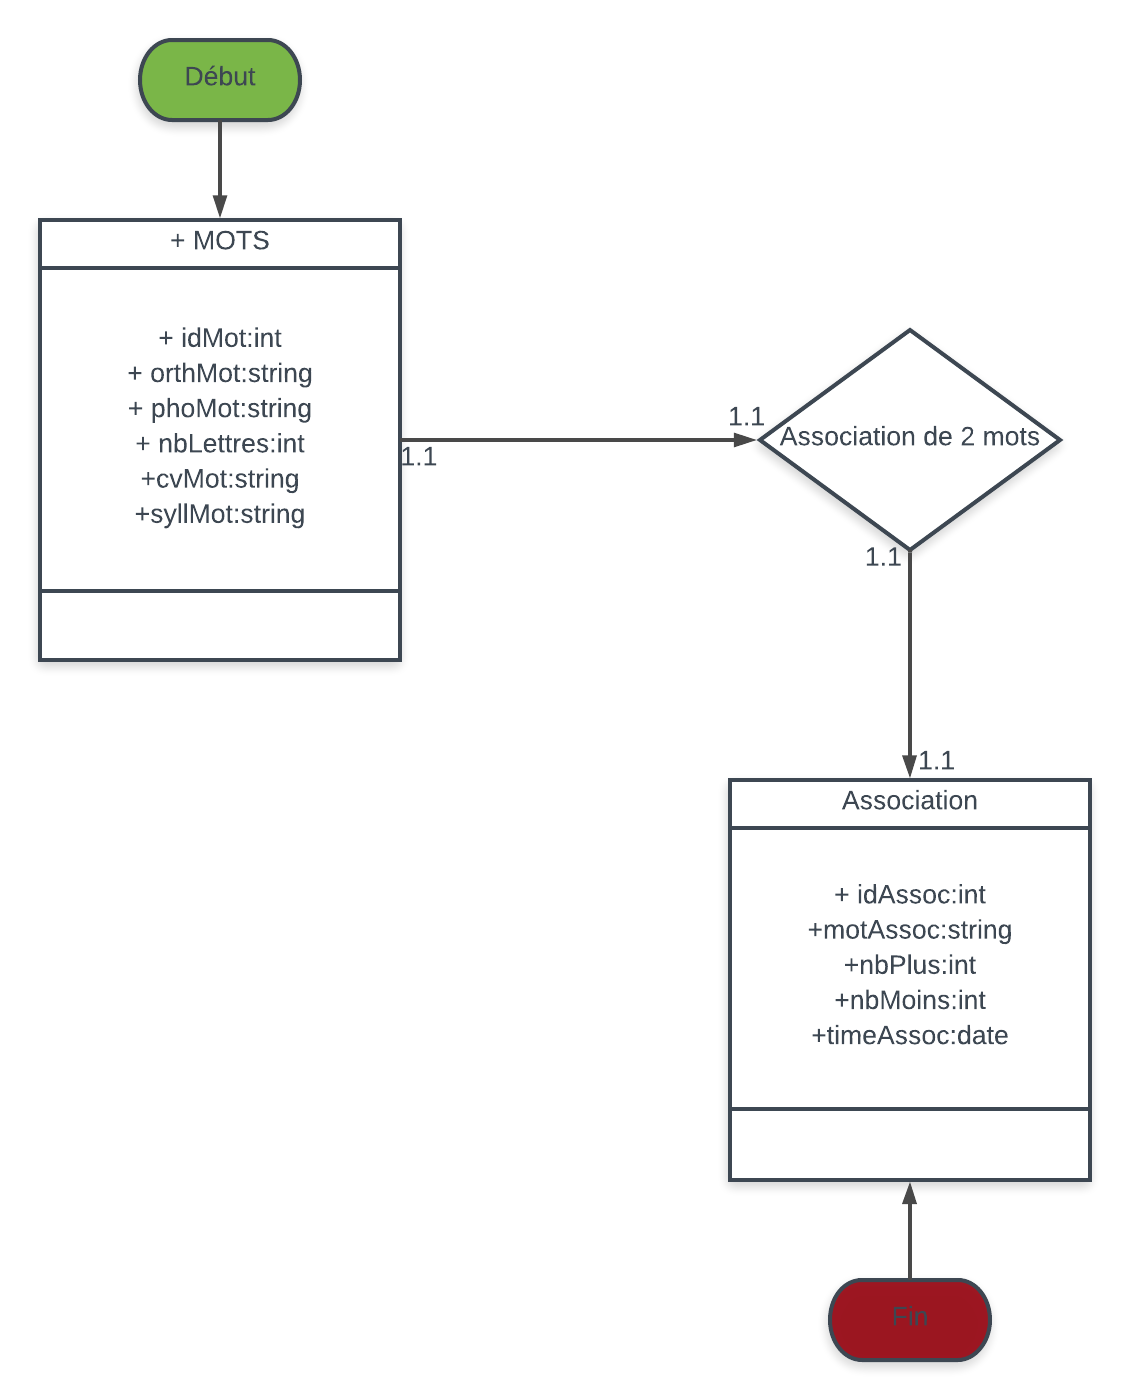 Début
+ MOTS
+ idMot:int
+ orthMot:string
+ phoMot:string
+ nbLettres:int
+cvMot:string
+syllMot:string
1.1
1.1
Association de 2 mots
1.1
1.1
Association
+ idAssoc:int
+motAssoc:string
+nbPlus:int
+nbMoins:int
+timeAssoc:date
Fin